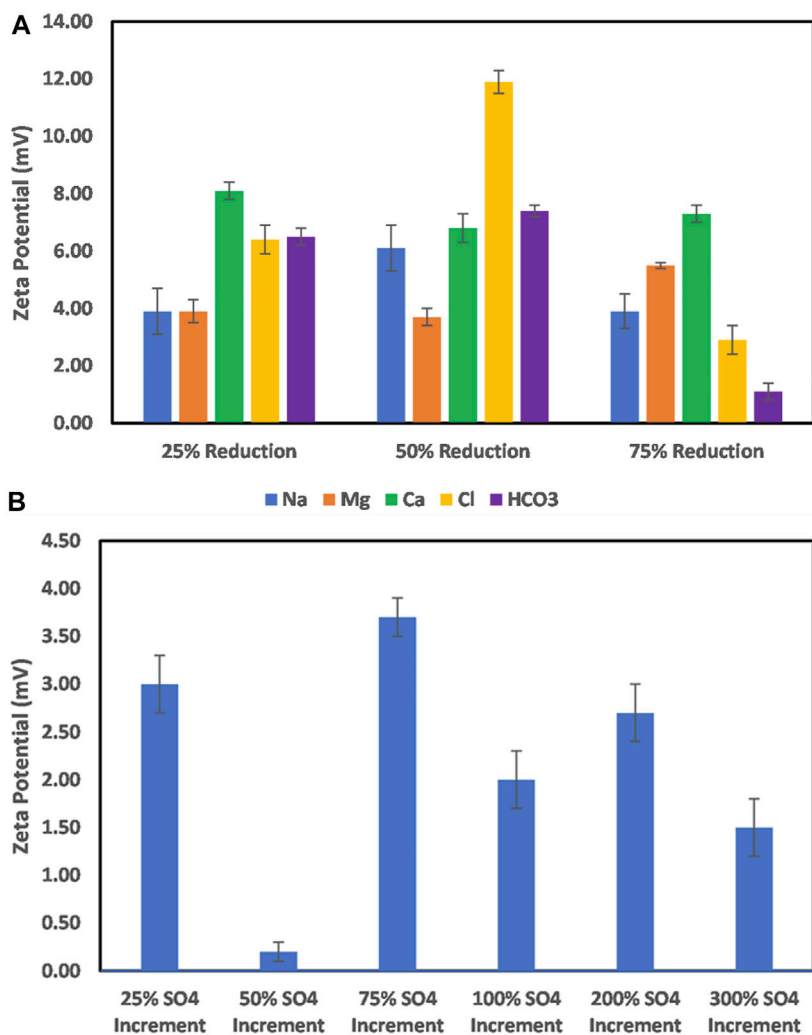 A
14.00
12.00
10.00
8.00
6.00
4.00
2.00
0.00
Zeta Potential (mV)
25% Reduction 50% Reduction 75% Reduction
Na Mg Ca Cl HCO3
B
4.50
4.00
3.50
3.00
2.50
2.00
1.50
1.00
0.50
0.00
Zeta Potential (mV)
25% SO4 50% SO4 75% SO4 100% SO4 200% SO4 300% SO4
Increment Increment Increment Increment Increment Increment